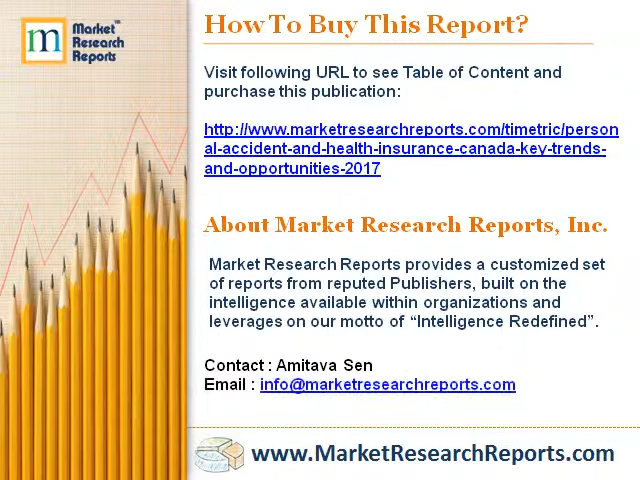 m
Market
Research
Reports
How To Buy This Report?
Visit following URL to see Table of Content and
purchase this publication:
http://www.marketresearchreports.com/timetric/person
al-accident-and-health-insurance-canada-key-trends-
and-opportunities-2017
About Market Research Reports, Inc.
Market Research Reports provides a customized set
of reports from reputed Publishers, built on the
intelligence available within organizations and
leverages on our motto of “Intelligence Redefined”.
Contact : Amitava Sen
Email : info@marketresearchreports.com
www.MarketResearchReports.com